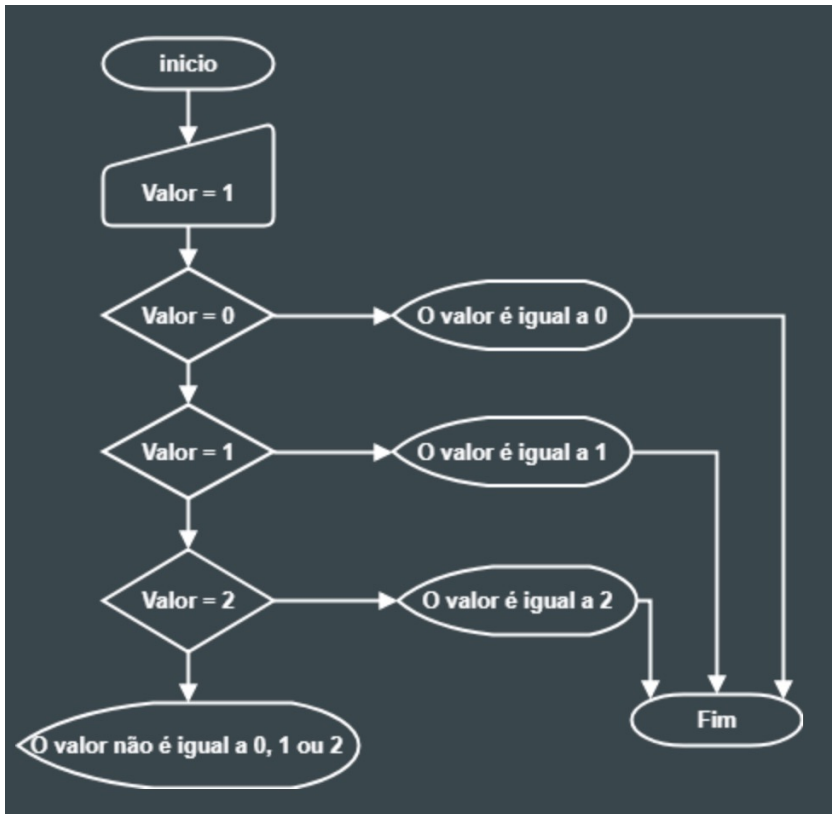 inicio
Valor = 1
Valor = 0
O valor é igual a 0
Valor = 1
O valor é igual a 1
Valor = 2
O valor é igual a 2
Fim
O valor não é igual a 0, 1 ou 2